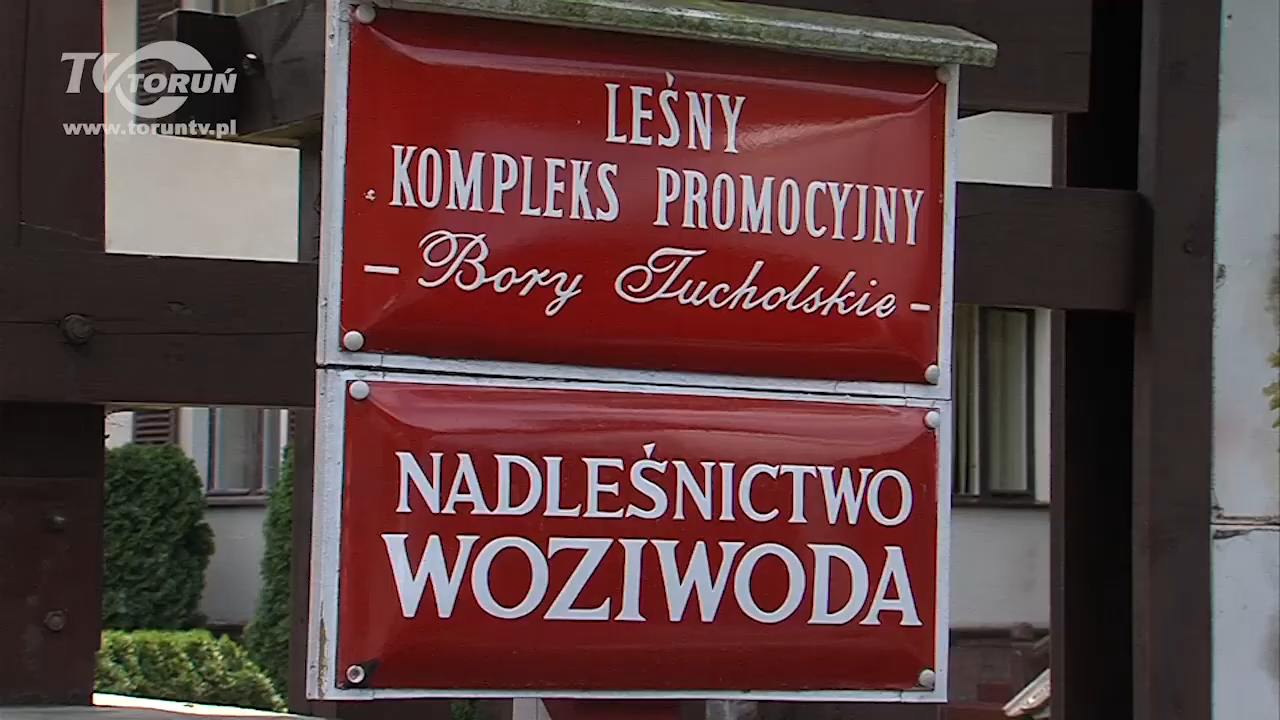 TV TORUŃ
www.toruntv.pl
LEŚNY
KOMPLEKS PROMOCYJNY
- Bory Tucholskie -
NADLEŚNICTWO
WOZIWODA